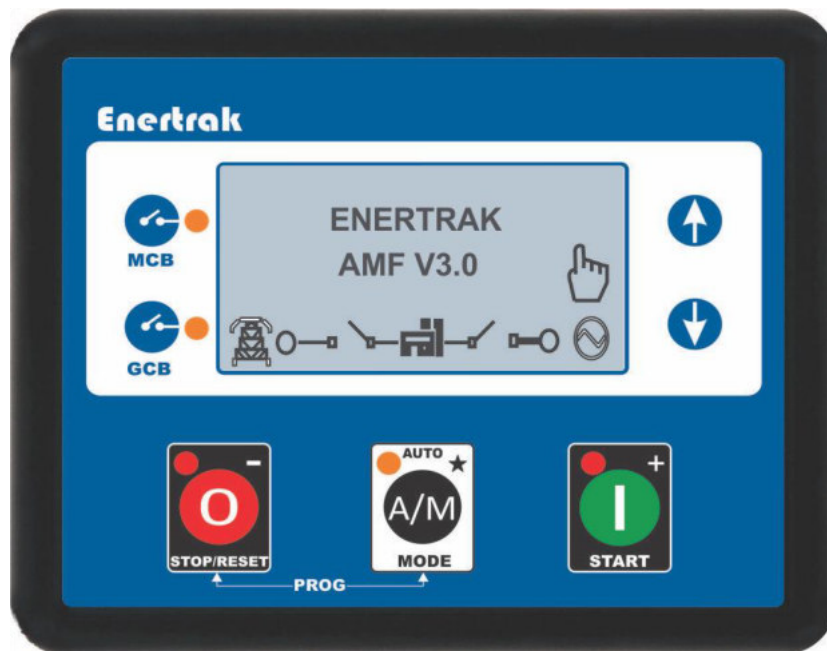 Enertrak
ENERTRAK
AMF V3.0
MCB
GCB
AUTO
O
A/M
I
- 
+
STOP/RESET
MODE
START
PROG